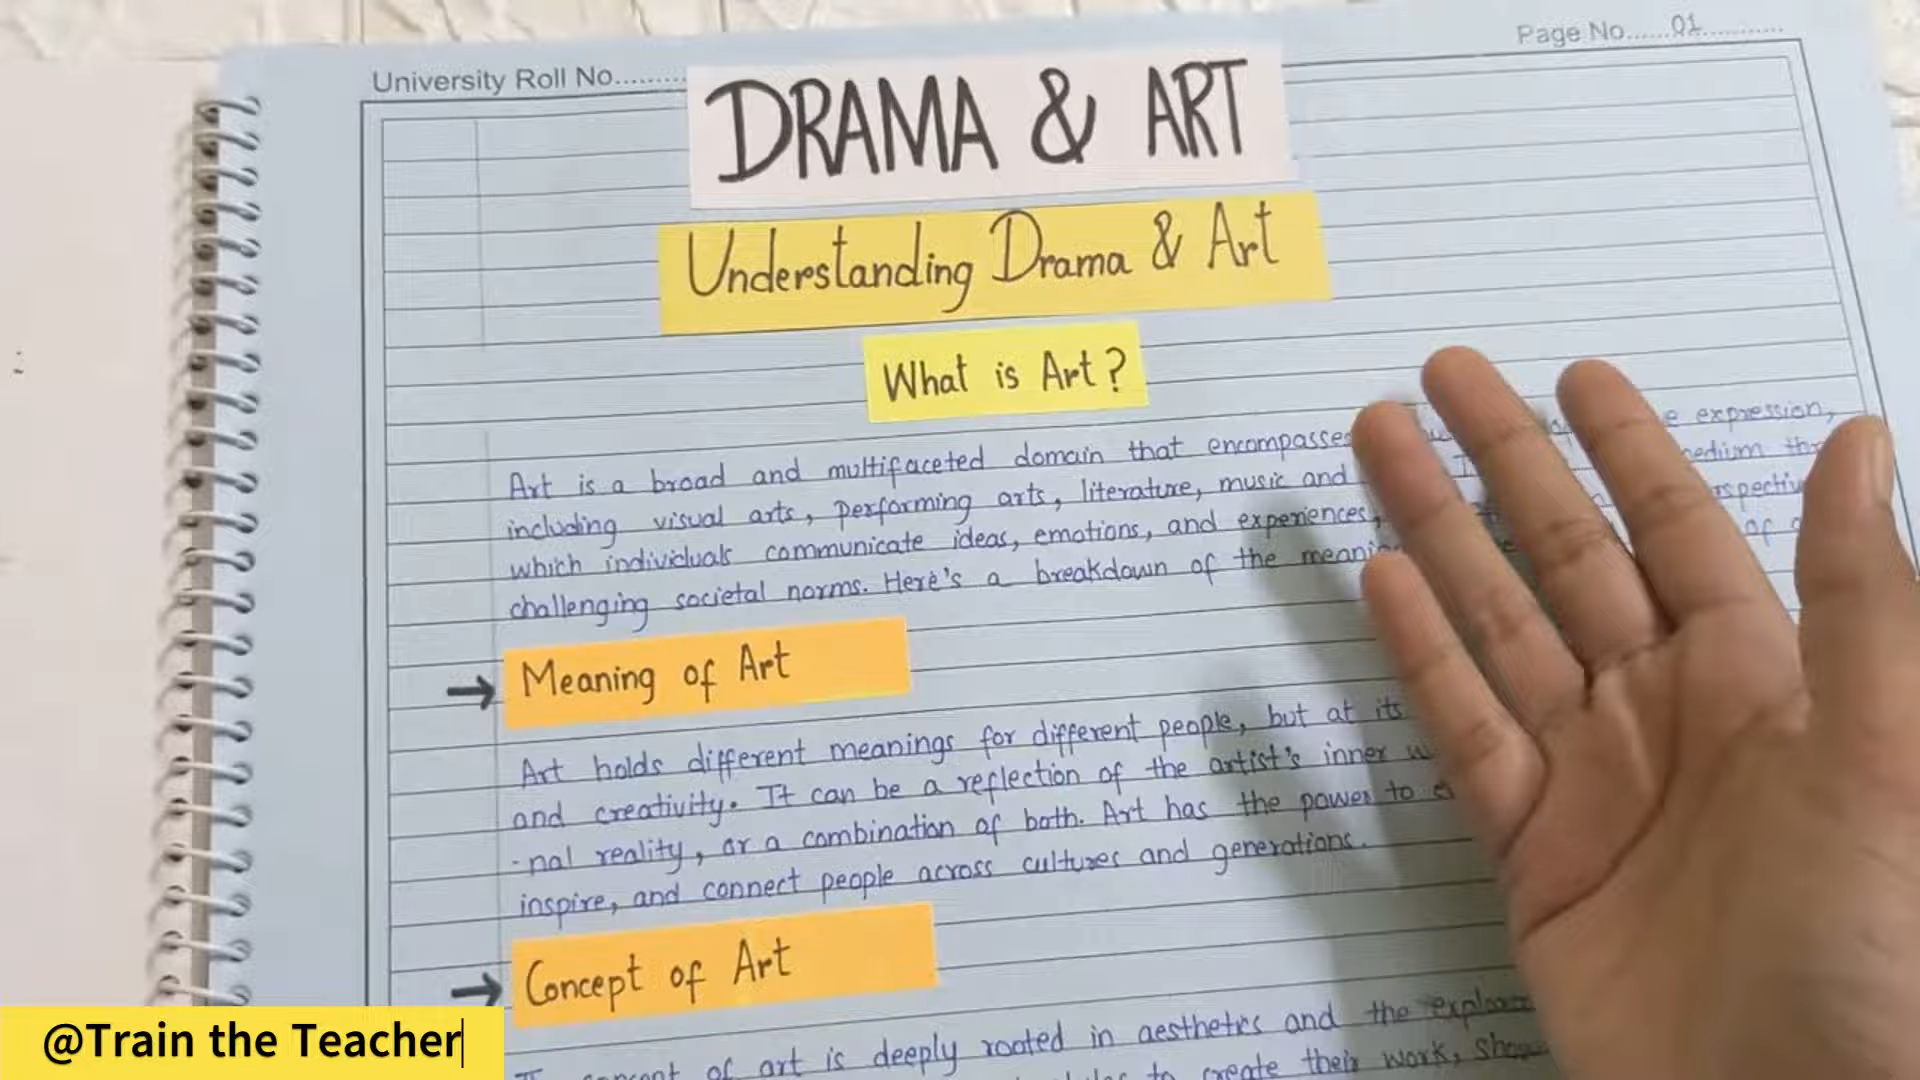 University Roll No.........
Page No......01............
DRAMA & ART
Understanding Drama & Art
What is Art?
Art is a broad and multifaceted domain that encompasses expression,
including visual arts, performing arts, literature, music and medium
which individuals communicate ideas, emotions, and experiences,
challenging societal norms. Here's a breakdown of the of
→ Meaning of Art
Art holds different meanings for different people, but at its
and creativity. It can be a reflection of the artist's inner
-nal reality, or a combination of both. Art has the power to
inspire, and connect people across cultures and generations.
→ Concept of Art
of art is deeply rooted in aesthetics and the
to create their work,
@Train the Teacher